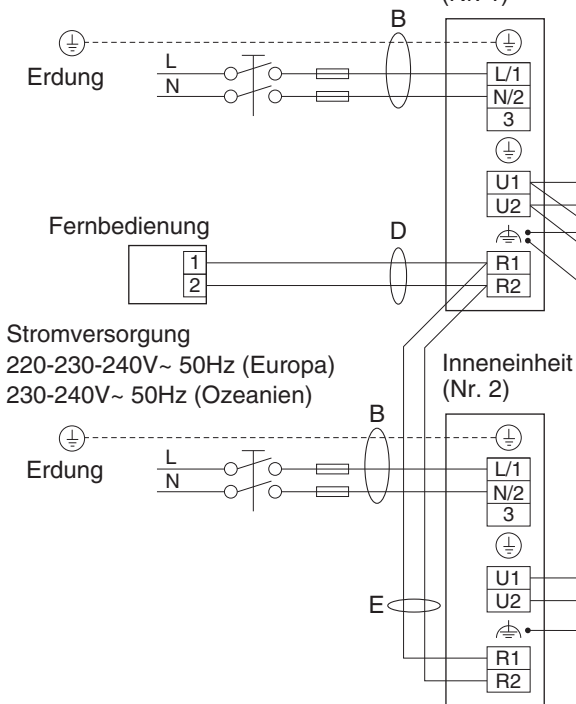 (Nr. 1)
B
Erdung
L
N
L/1
N/2
3
U1
U2
Fernbedienung
D
1
2
R1
R2
Stromversorgung
220-230-240V~ 50Hz (Europa)
230-240V~ 50Hz (Ozeanien)
Inneneinheit
(Nr. 2)
B
Erdung
L
N
L/1
N/2
3
U1
U2
E
R1
R2